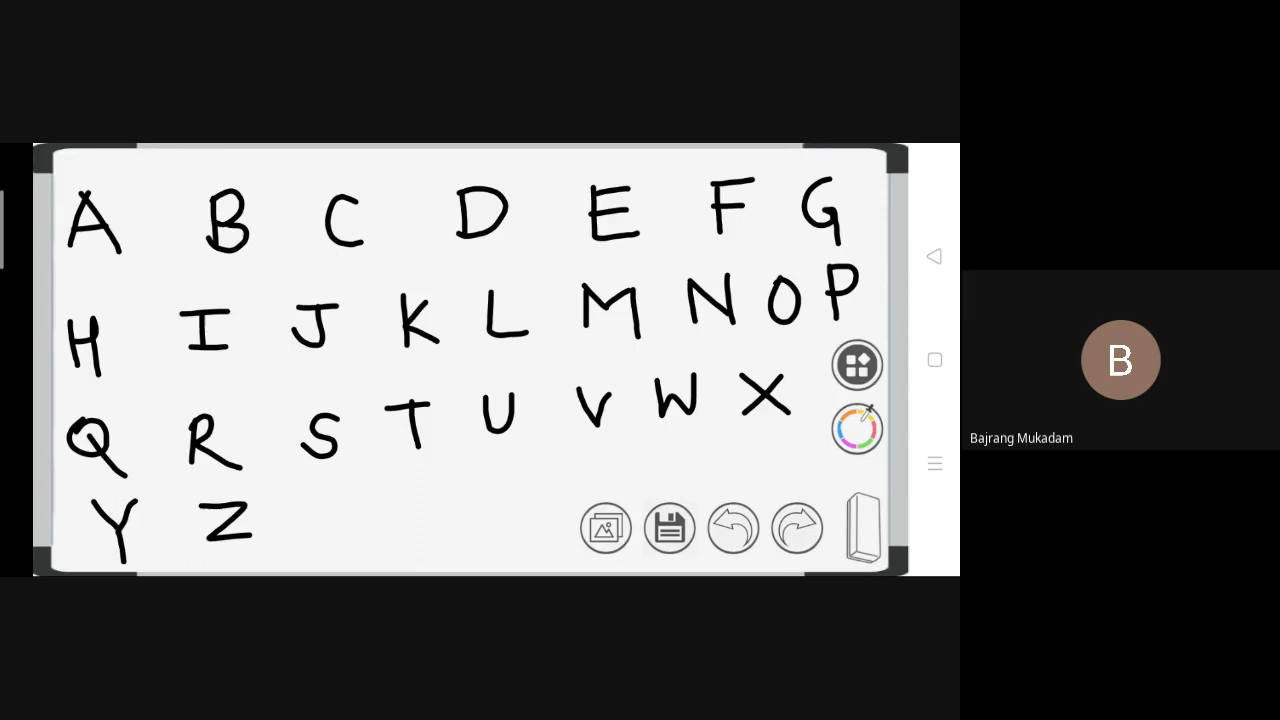 A B C D E F G
H I J K L M N O P
Q R S T U V W X
Y Z
B
Bajrang Mukadam